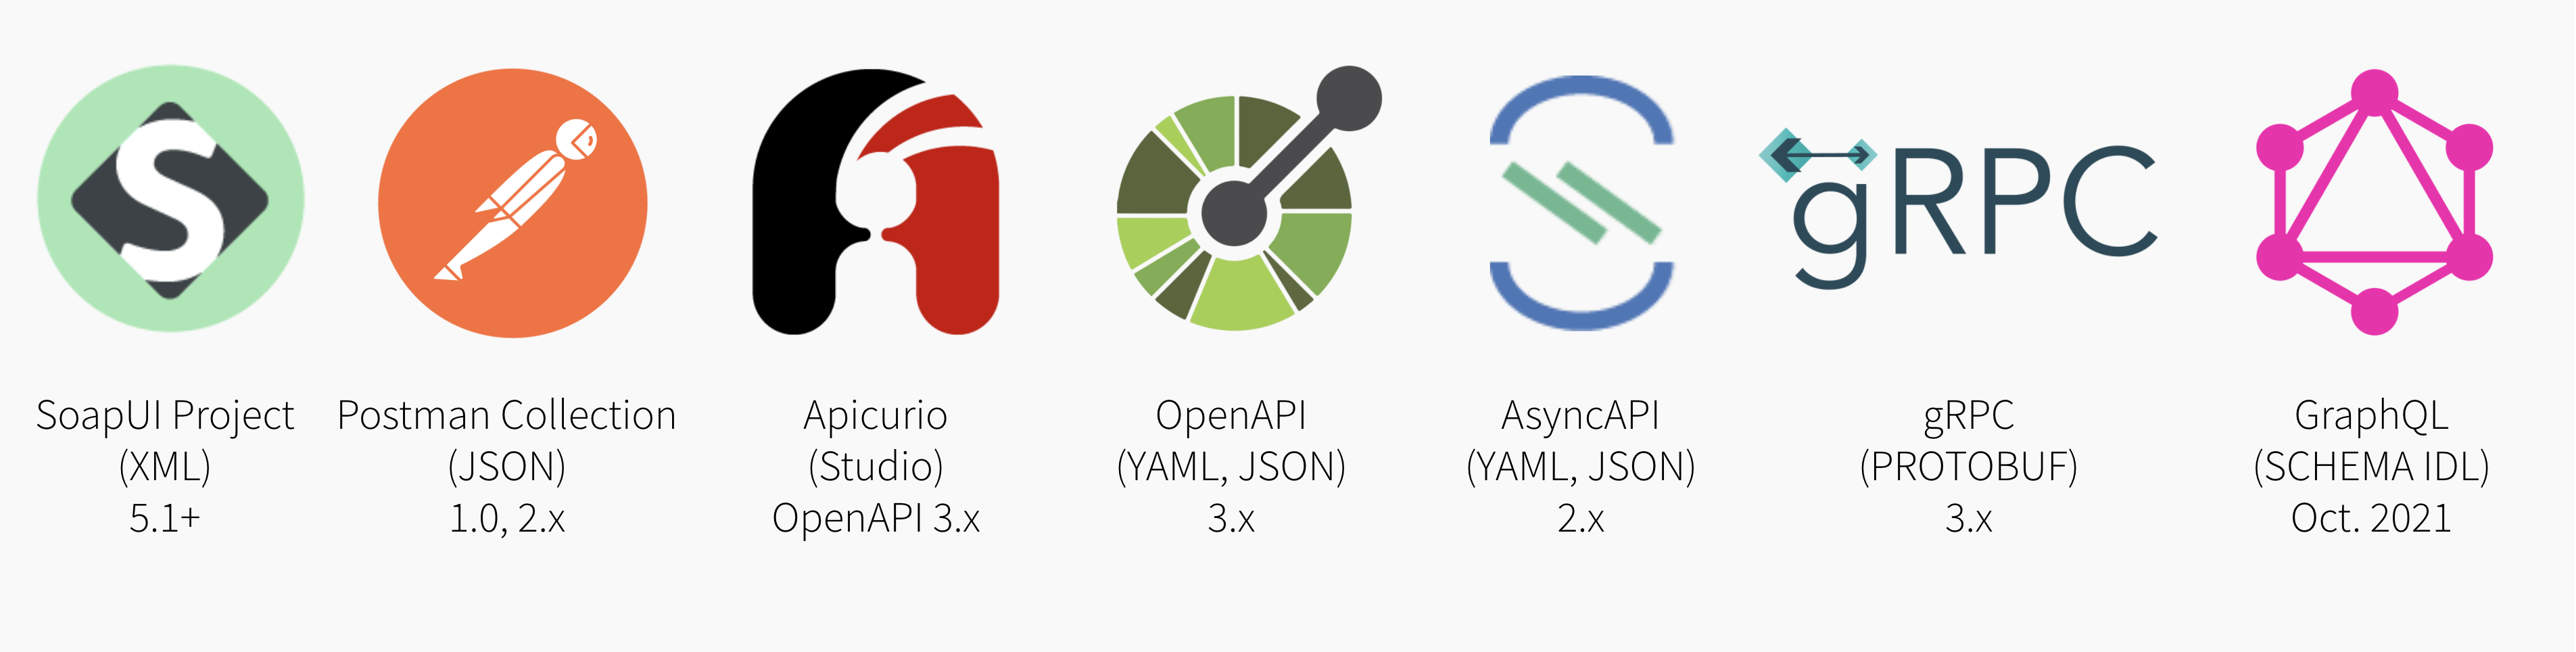 S
gRPC
SoapUI Project
(XML)
5.1+
Postman Collection
(JSON)
1.0, 2.x
Apicurio
(Studio)
OpenAPI 3.x
OpenAPI
(YAML, JSON)
3.x
AsyncAPI
(YAML, JSON)
2.x
gRPC
(PROTOBUF)
3.x
GraphQL
(SCHEMA IDL)
Oct. 2021